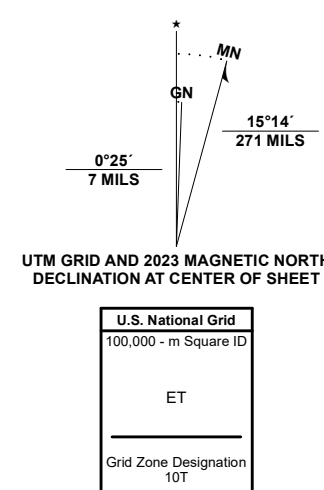 ★
MN
GN
15°14´
271 MILS
0°25´
7 MILS
UTM GRID AND 2023 MAGNETIC NORTH
DECLINATION AT CENTER OF SHEET
U.S. National Grid
100,000 - m Square ID
ET
Grid Zone Designation
10T